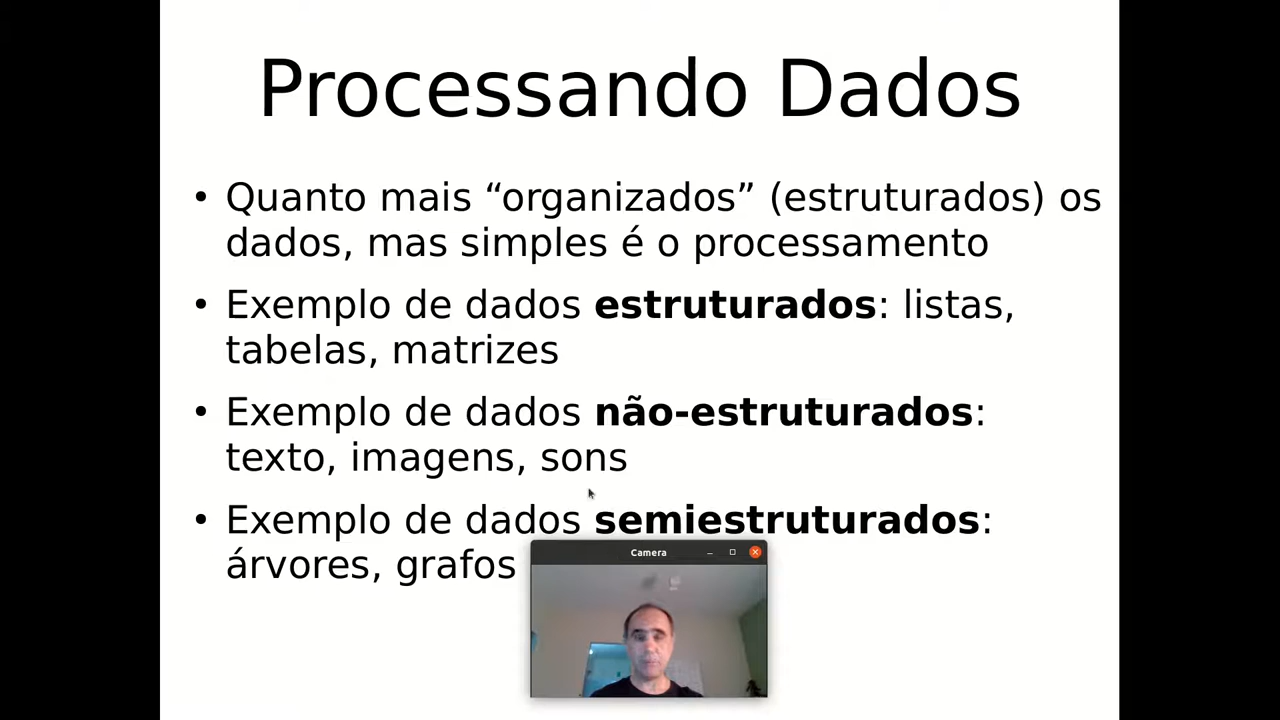 Processando Dados
• Quanto mais “organizados” (estruturados) os
dados, mas simples é o processamento
• Exemplo de dados estruturados: listas,
tabelas, matrizes
• Exemplo de dados não-estruturados:
texto, imagens, sons
• Exemplo de dados semiestruturados:
árvores, grafos
Camera